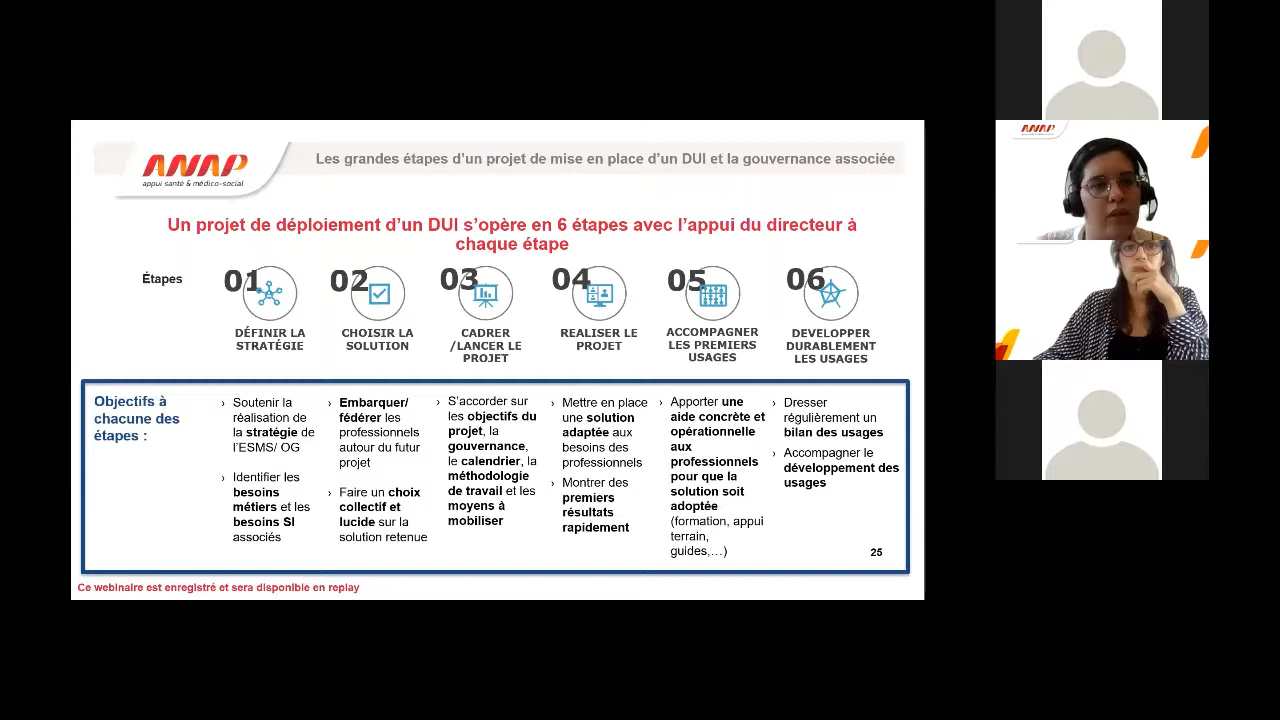 ANAP
appui santé & médico-social
Les grandes étapes d'un projet de mise en place d'un DUI et la gouvernance associée
Un projet de déploiement d'un DUI s'opère en 6 étapes avec l'appui du directeur à
chaque étape
Étapes
01
DÉFINIR LA
STRATÉGIE
02
CHOISIR LA
SOLUTION
03
CADRER
/LANCER LE
PROJET
04
REALISER LE
PROJET
05
ACCOMPAGNER
LES PREMIERS
USAGES
06
DEVELOPPER
DURABLEMENT
LES USAGES
Objectifs à
chacune des
étapes :
› Soutenir la
réalisation de
la stratégie de
l'ESMS/ OG
› Identifier les
besoins
métiers et les
besoins SI
associés
› Embarquer/
fédérer les
professionnels
autour du futur
projet
› Faire un choix
collectif et
lucide sur la
solution retenue
› S'accorder sur
les objectifs du
projet, la
gouvernance,
le calendrier, la
méthodologie
de travail et les
moyens à
mobiliser
› Mettre en place
une solution
adaptée aux
besoins des
professionnels
› Montrer des
premiers
résultats
rapidement
› Apporter une
aide concrète et
opérationnelle
aux
professionnels
pour que la
solution soit
adoptée
(formation, appui
terrain,
guides,…)
› Dresser
régulièrement un
bilan des usages
› Accompagner le
développement des
usages
25
Ce webinaire est enregistré et sera disponible en replay
ANAP